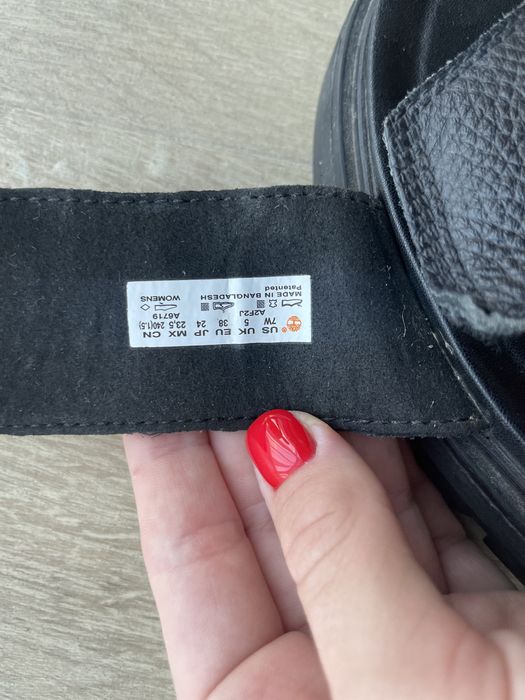 ® US UK EU JP MX CN
7W 5 38 24 23,5 240(1.5)
A2F2J A6719
MADE IN BANGLADESH WOMENS
Patented